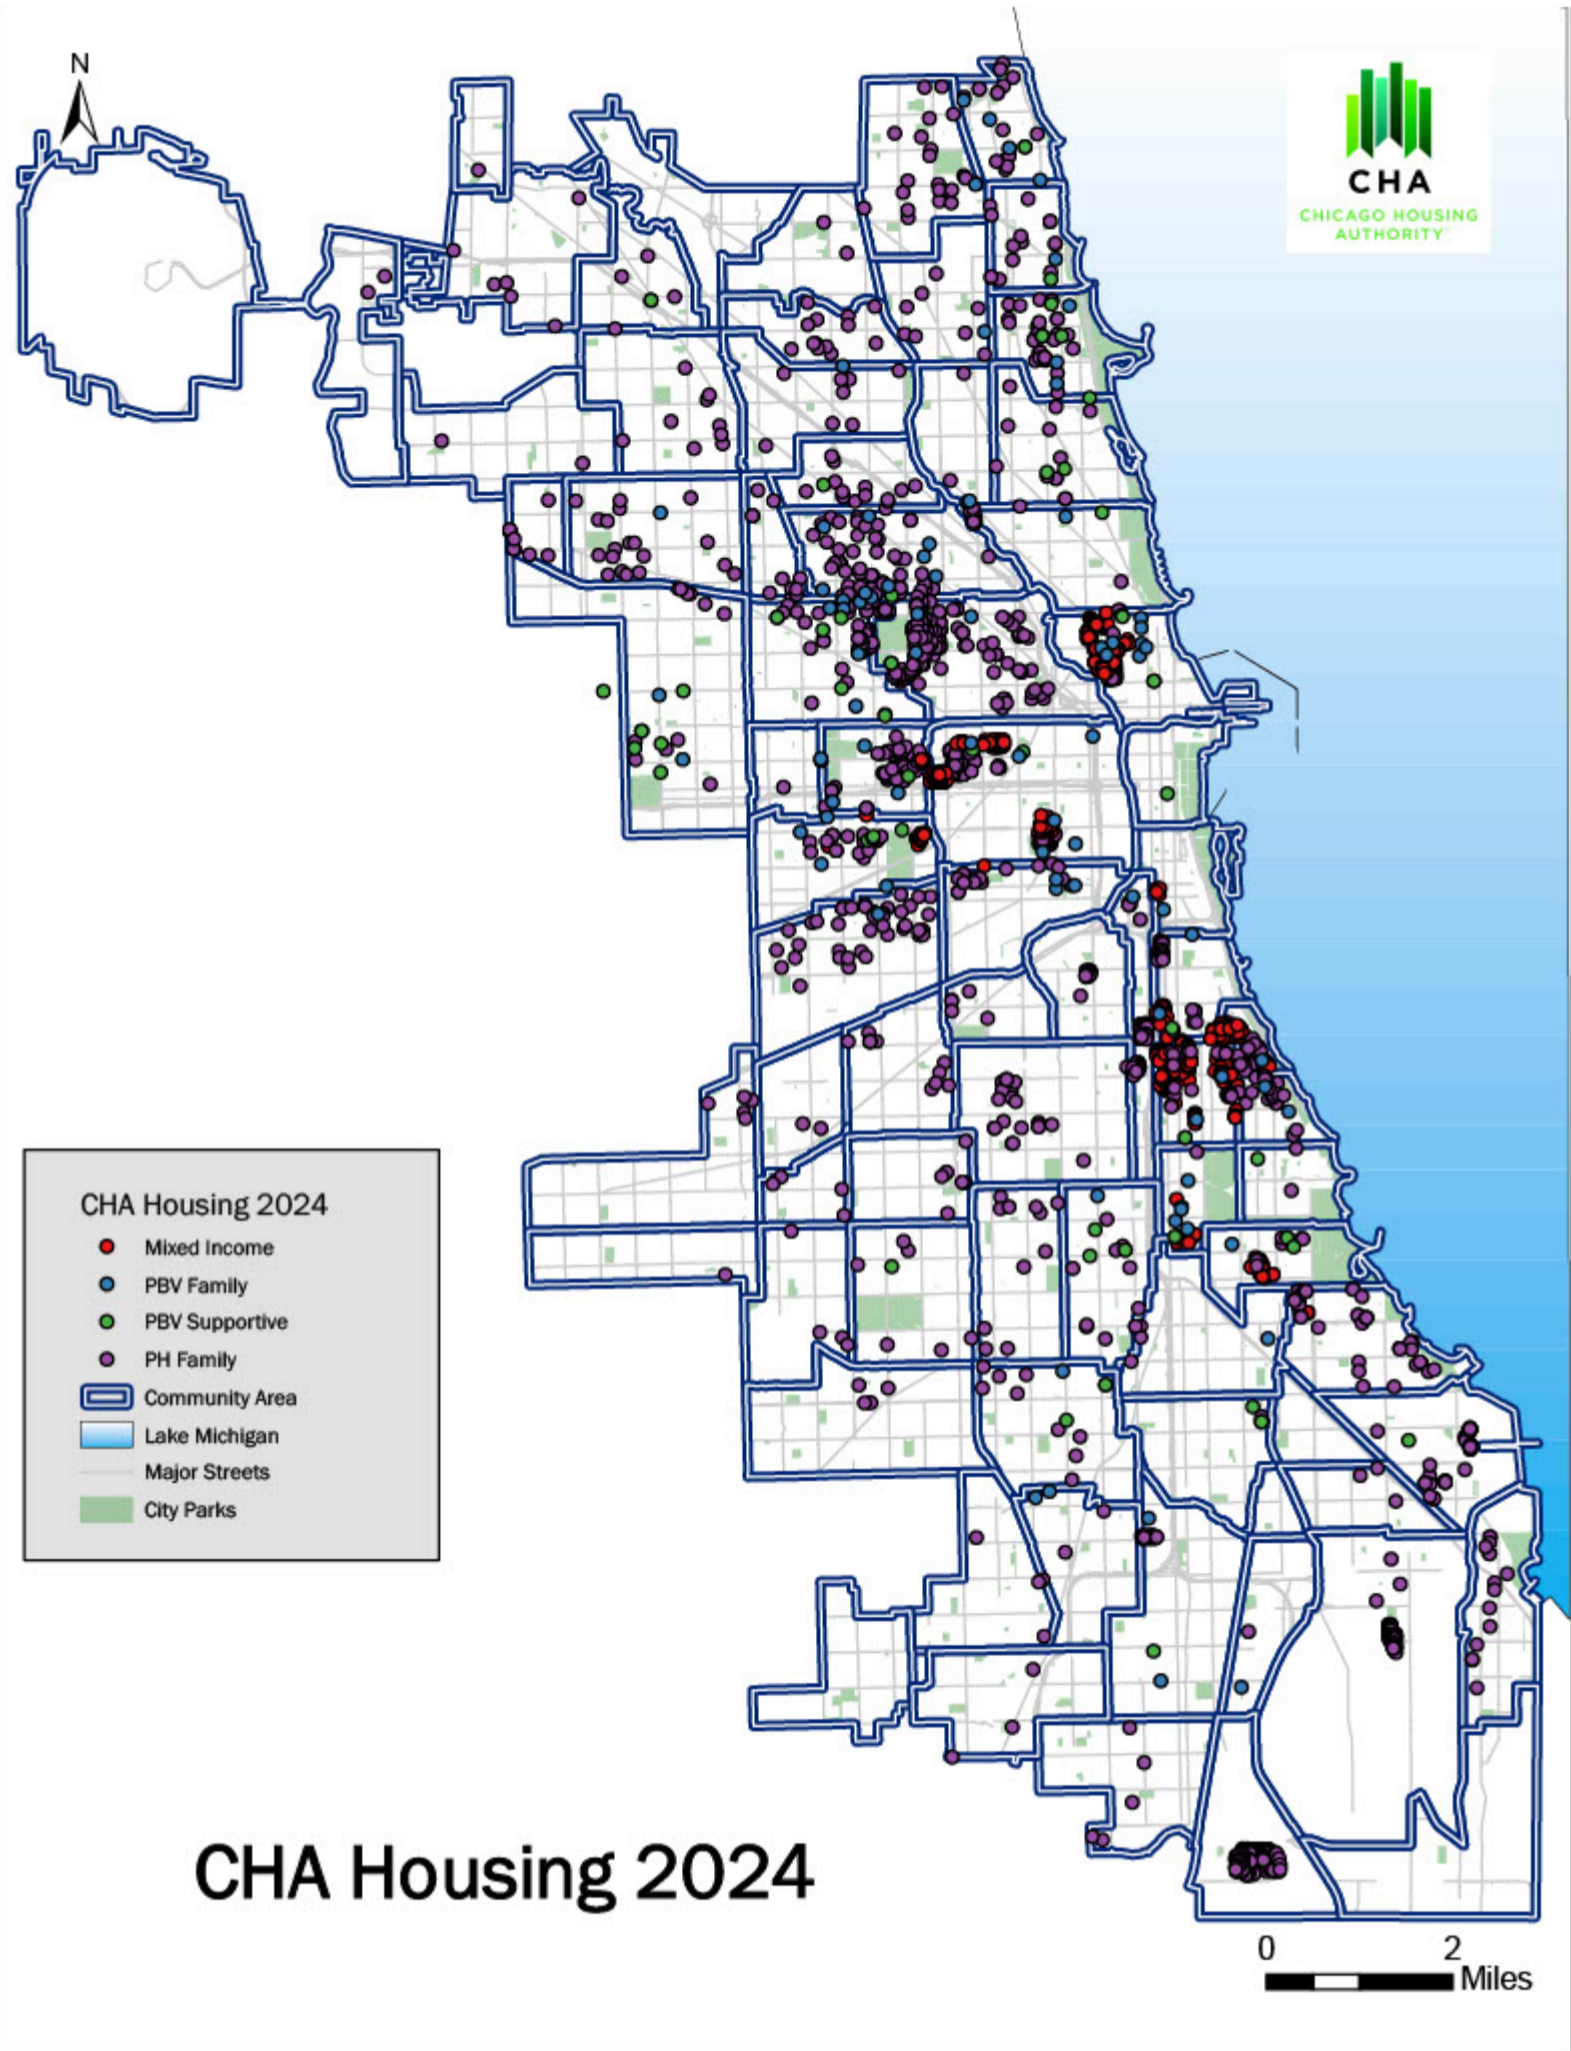 N
CHA
CHICAGO HOUSING
AUTHORITY
CHA Housing 2024
Mixed Income
PBV Family
PBV Supportive
PH Family
Community Area
Lake Michigan
Major Streets
City Parks
CHA Housing 2024
0 2
Miles